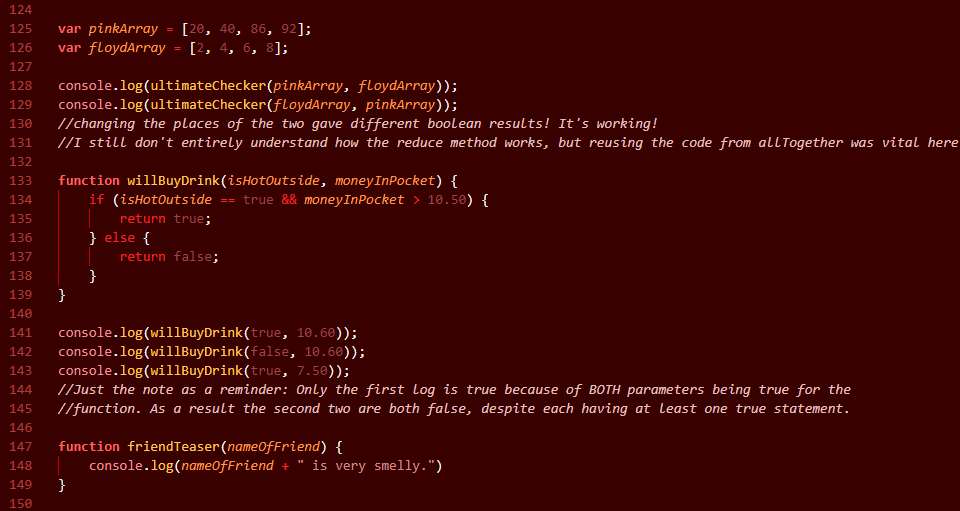 124
125 var pinkArray = [20, 40, 86, 92];
126 var floydArray = [2, 4, 6, 8];
127
128 console.log(ultimateChecker(pinkArray, floydArray));
129 console.log(ultimateChecker(floydArray, pinkArray));
130 //changing the places of the two gave different boolean results! It's working!
131 //I still don't entirely understand how the reduce method works, but reusing the code from allTogether was vital here
132
133 function willBuyDrink(isHotOutside, moneyInPocket) {
134     if (isHotOutside == true && moneyInPocket > 10.50) {
135         return true;
136     } else {
137         return false;
138     }
139 }
140
141 console.log(willBuyDrink(true, 10.60));
142 console.log(willBuyDrink(false, 10.60));
143 console.log(willBuyDrink(true, 7.50));
144 //Just the note as a reminder: Only the first log is true because of BOTH parameters being true for the
145 //function. As a result the second two are both false, despite each having at least one true statement.
146
147 function friendTeaser(nameOfFriend) {
148     console.log(nameOfFriend + " is very smelly.")
149 }
150